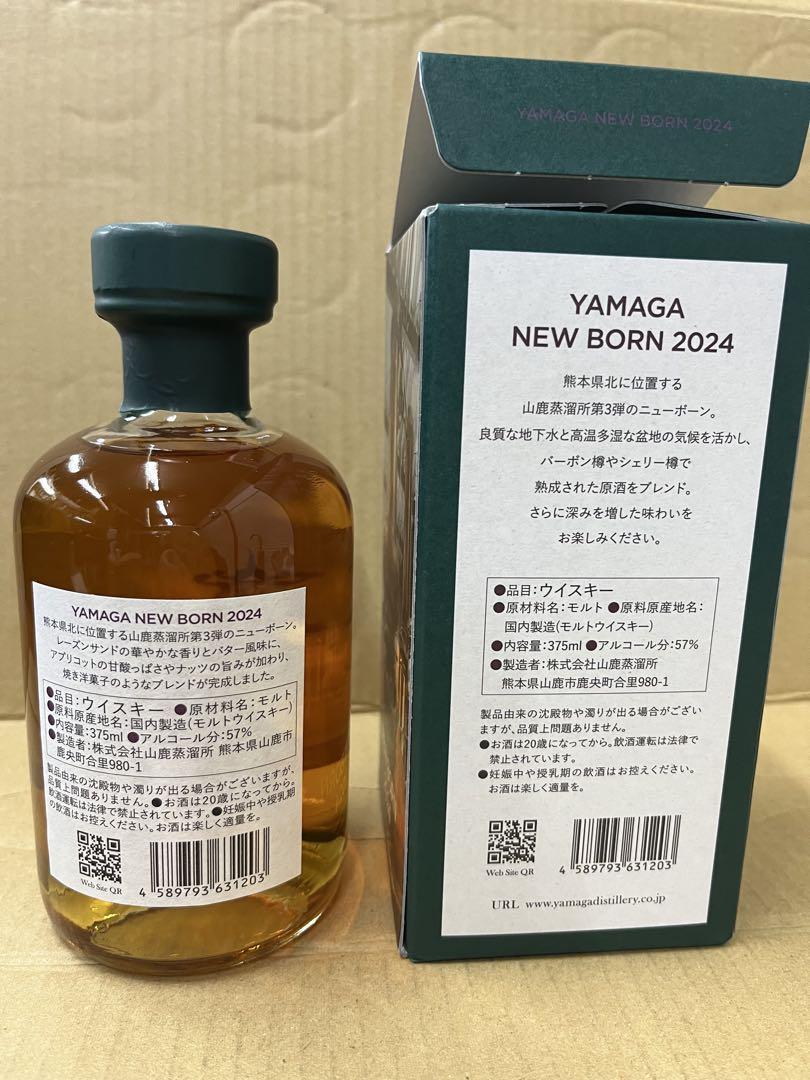 YAMAGA NEW BORN 2024
熊本県北に位置する山鹿蒸溜所第3弾のニューボーン。
レーズンサンドの華やかな香りとバター風味に、
アプリコットの甘酸っぱさやナッツの旨みが加わり、
焼き洋菓子のようなブレンドが完成しました。
●品目:ウイスキー ●原材料名:モルト
●原料原産地名:国内製造(モルトウイスキー)
●内容量:375ml ●アルコール分:57%
●製造者:株式会社山鹿蒸溜所 熊本県山鹿市
鹿央町合里980-1
製品由来の沈殿物や濁りが出る場合がございますが、
品質上問題ありません。●お酒は20歳になってから。
飲酒運転は法律で禁止されています。●妊娠中や授乳期
の飲酒はお控えください。お酒は楽しく適量を。
Web Site QR
4 589793 631203
YAMAGA NEW BORN 2024
YAMAGA
NEW BORN 2024
熊本県北に位置する
山鹿蒸溜所第3弾のニューボーン。
良質な地下水と高温多湿な盆地の気候を活かし、
バーボン樽やシェリー樽で
熟成された原酒をブレンド。
さらに深みを増した味わいを
お楽しみください。
●品目:ウイスキー
●原材料名:モルト ●原料原産地名:
国内製造(モルトウイスキー)
●内容量:375ml ●アルコール分:57%
●製造者:株式会社山鹿蒸溜所
熊本県山鹿市鹿央町合里980-1
製品由来の沈殿物や濁りが出る場合がござい
ますが、品質上問題ありません。
●お酒は20歳になってから。飲酒運転は法律で
禁止されています。
●妊娠中や授乳期の飲酒はお控えください。
お酒は楽しく適量を。
Web Site QR
4 589793 631203
URL www.yamagadistillery.co.jp